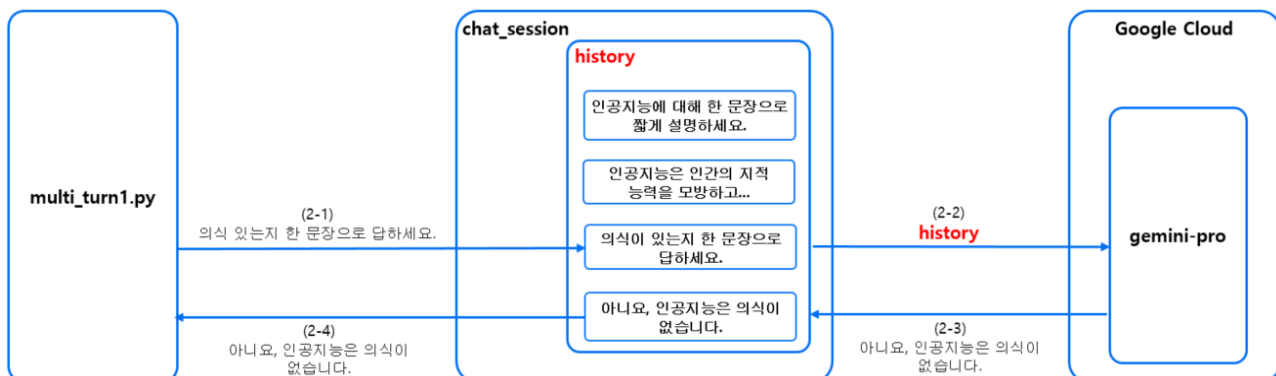 chat_session
Google Cloud
history
인공지능에 대해 한 문장으로
짧게 설명하세요.
인공지능은 인간의 지적
능력을 모방하고...
multi_turn1.py
(2-1)
의식 있는지 한 문장으로 답하세요.
의식이 있는지 한 문장으로
답하세요.
(2-2)
history
gemini-pro
아니요, 인공지능은 의식이
없습니다.
(2-4)
아니요, 인공지능은 의식이
없습니다.
(2-3)
아니요, 인공지능은 의식이
없습니다.